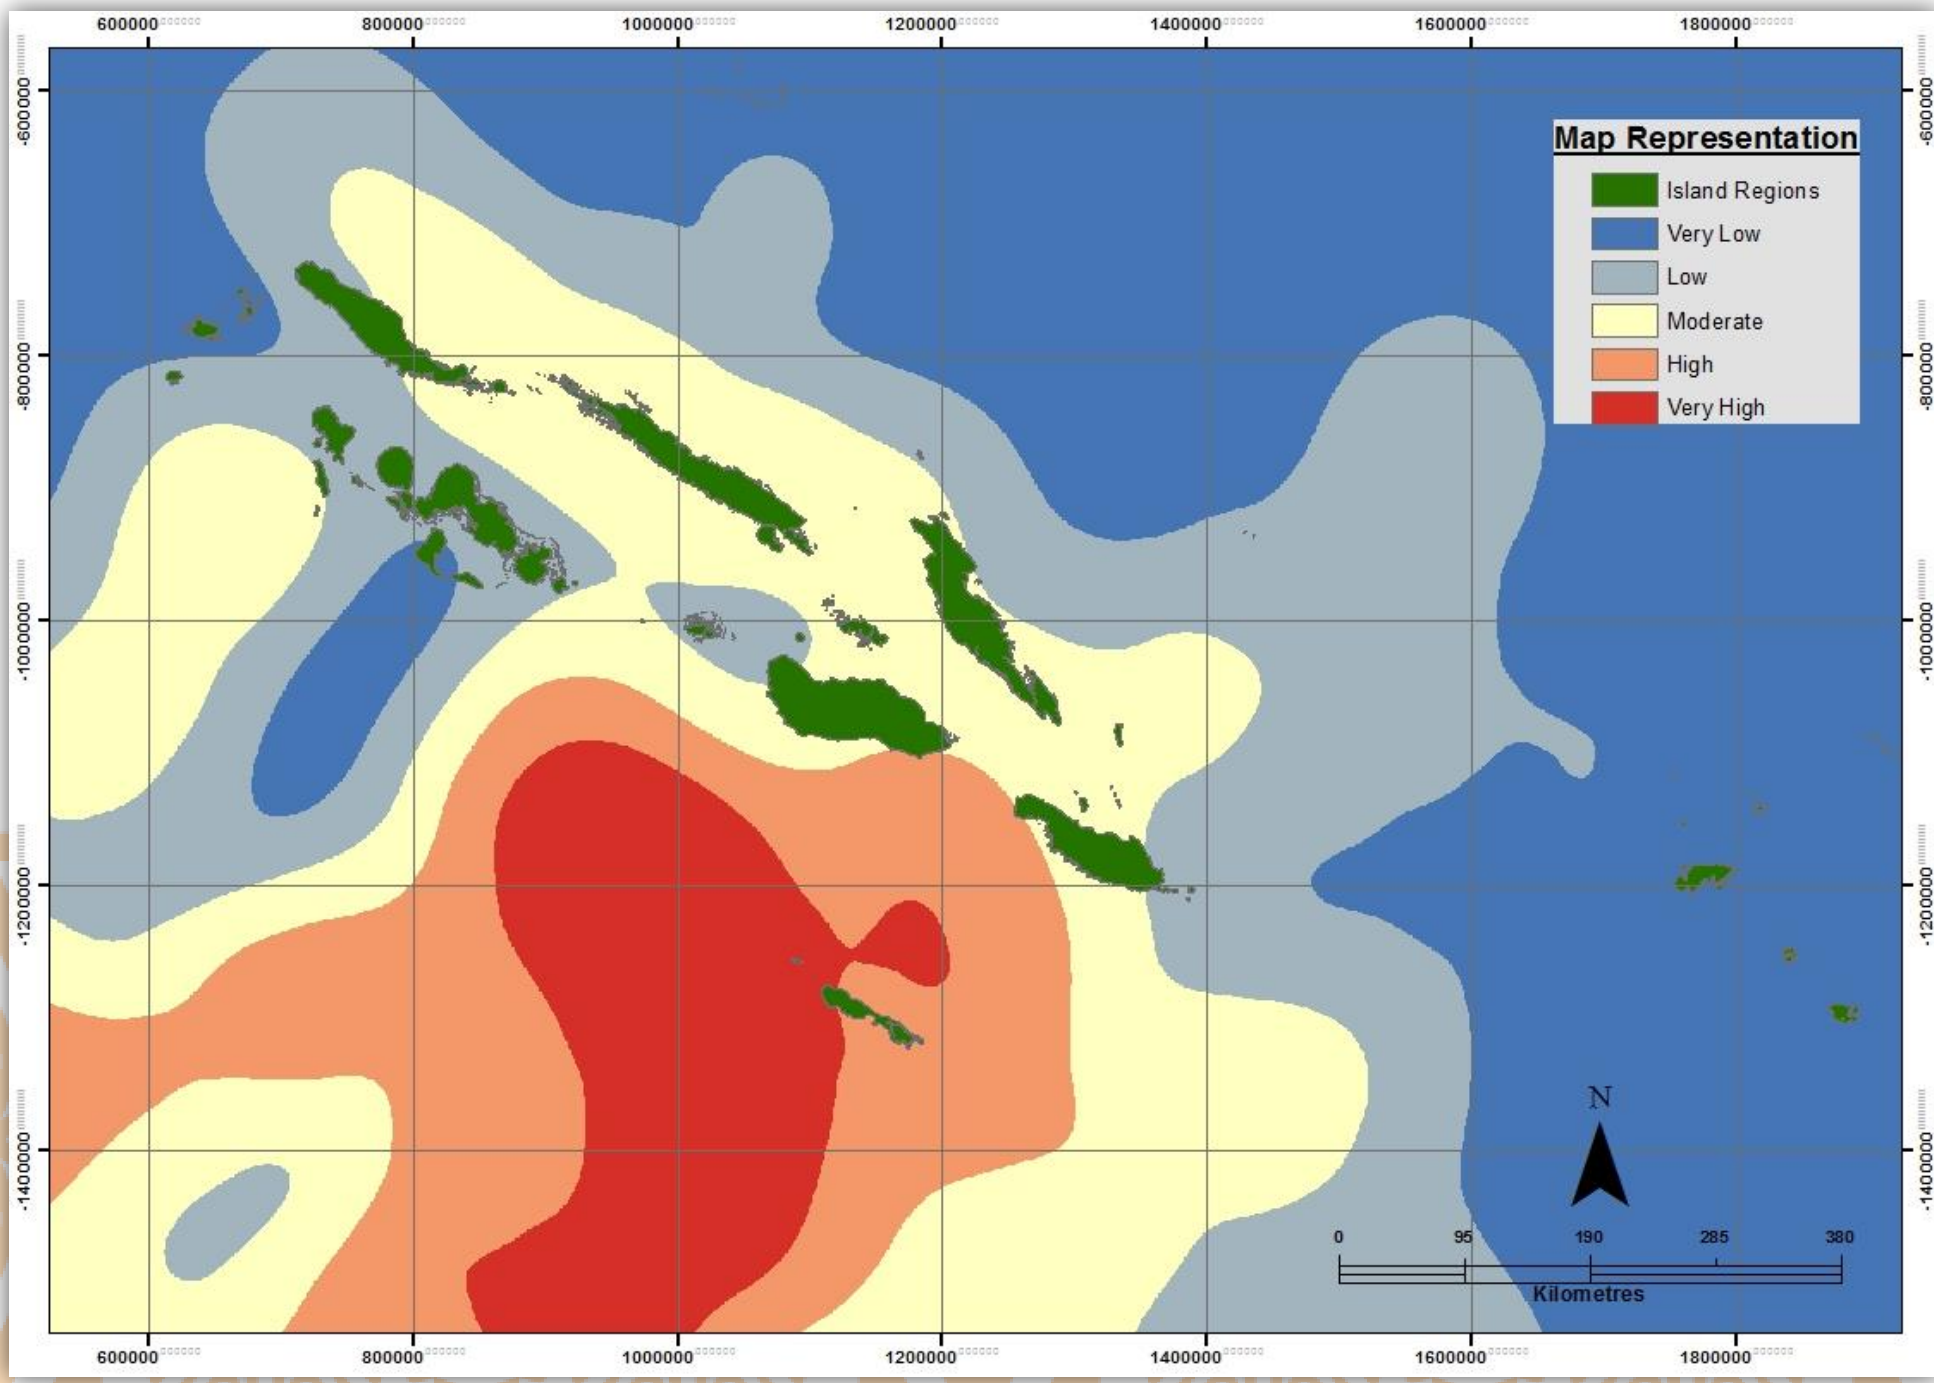 600000 800000 1000000 1200000 1400000 1600000 1800000
-600000 -600000
Map Representation
Island Regions
Very Low
Low
Moderate
High
Very High
-800000 -800000
-1000000 -1000000
-1200000 -1200000
N
-1400000 -1400000
0 95 190 285 380
Kilometres
600000 800000 1000000 1200000 1400000 1600000 1800000